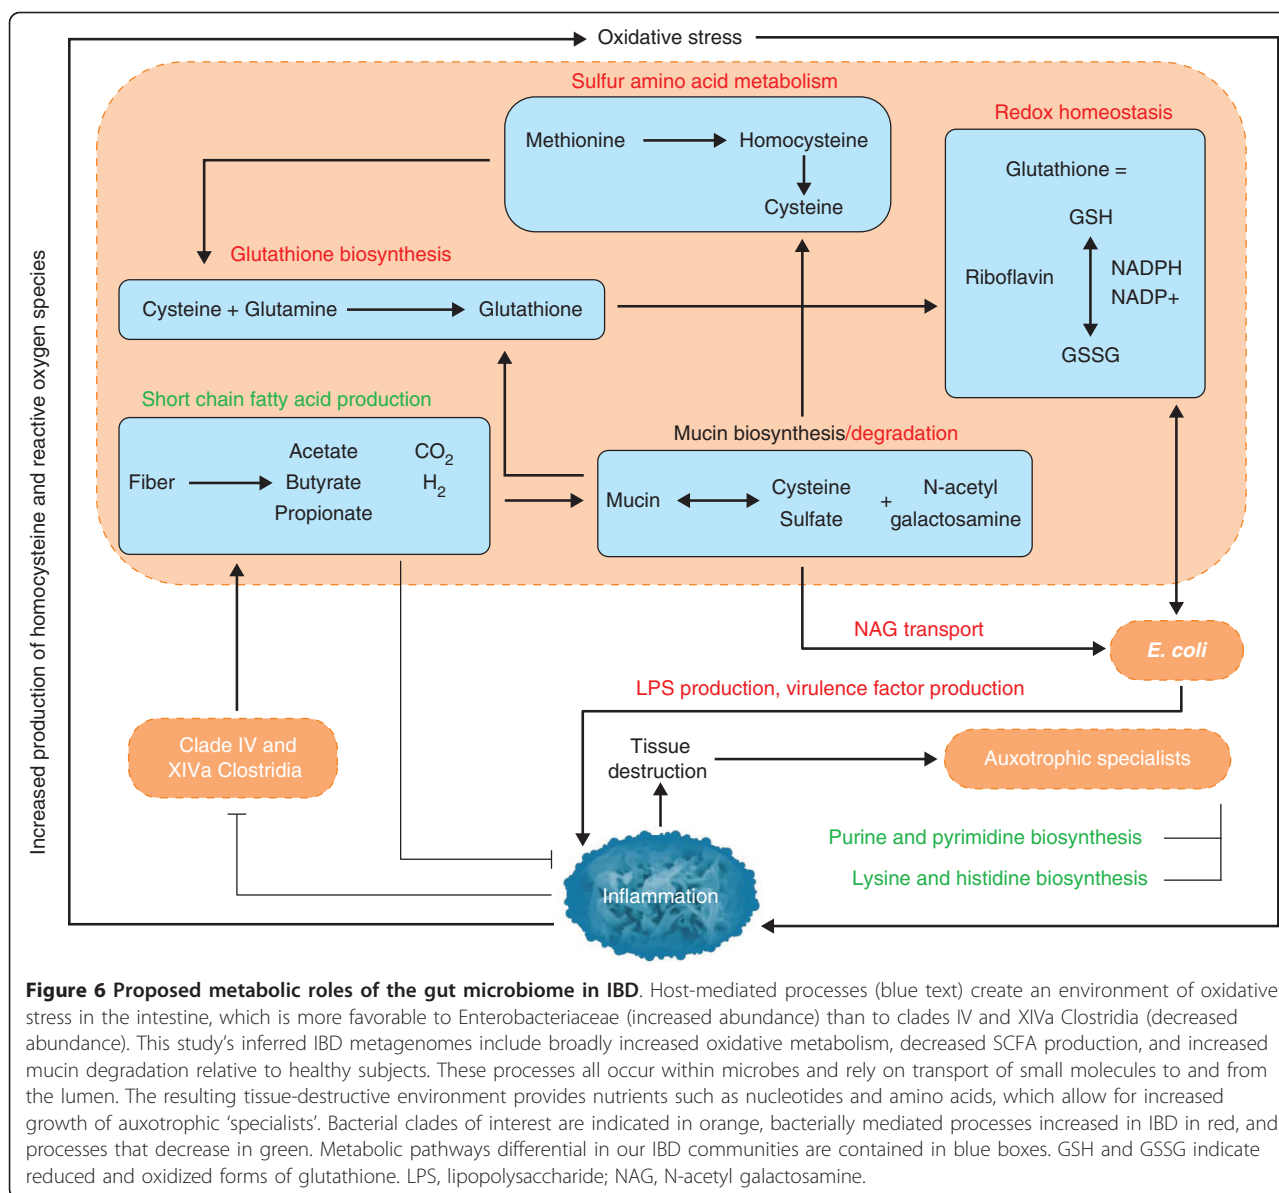 Oxidative stress
Increased production of homocysteine and reactive oxygen species
Sulfur amino acid metabolism
Methionine
Homocysteine
Cysteine
Redox homeostasis
Glutathione =
GSH
Riboflavin
NADPH
NADP+
GSSG
Glutathione biosynthesis
Cysteine + Glutamine
Glutathione
Short chain fatty acid production
Fiber
Acetate
Butyrate
Propionate
CO2
H2
Mucin biosynthesis/degradation
Mucin
Cysteine
Sulfate
+
N-acetyl
galactosamine
NAG transport
E. coli
LPS production, virulence factor production
Clade IV and
XIVa Clostridia
Tissue
destruction
Auxotrophic specialists
Purine and pyrimidine biosynthesis
Lysine and histidine biosynthesis
Inflammation
Figure 6 Proposed metabolic roles of the gut microbiome in IBD. Host-mediated processes (blue text) create an environment of oxidative
stress in the intestine, which is more favorable to Enterobacteriaceae (increased abundance) than to clades IV and XIVa Clostridia (decreased
abundance). This study's inferred IBD metagenomes include broadly increased oxidative metabolism, decreased SCFA production, and increased
mucin degradation relative to healthy subjects. These processes all occur within microbes and rely on transport of small molecules to and from
the lumen. The resulting tissue-destructive environment provides nutrients such as nucleotides and amino acids, which allow for increased
growth of auxotrophic 'specialists'. Bacterial clades of interest are indicated in orange, bacterially mediated processes increased in IBD in red, and
processes that decrease in green. Metabolic pathways differential in our IBD communities are contained in blue boxes. GSH and GSSG indicate
reduced and oxidized forms of glutathione. LPS, lipopolysaccharide; NAG, N-acetyl galactosamine.